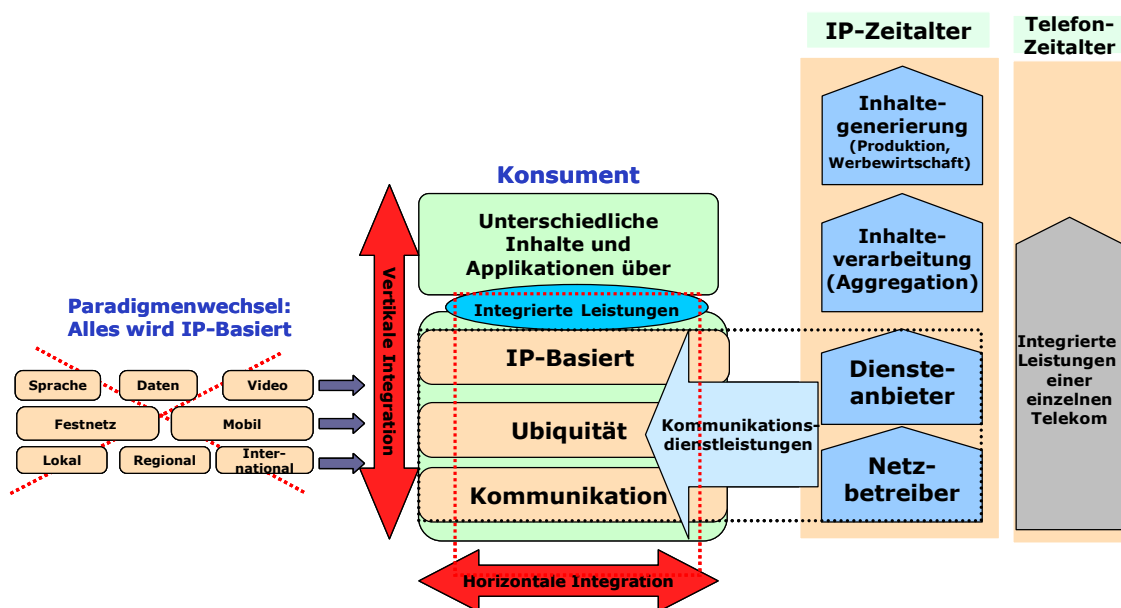 IP-Zeitalter
Telefon-
Zeitalter
Inhalte-
generierung
(Produktion,
Werbewirtschaft)
Konsument
Unterschiedliche
Inhalte und
Applikationen über
Inhalte-
verarbeitung
(Aggregation)
Vertikale Integration
Paradigmenwechsel:
Alles wird IP-Basiert
Integrierte Leistungen
IP-Basiert
Dienste-
anbieter
Integrierte
Leistungen
einer
einzelnen
Telekom
Sprache
Daten
Video
Festnetz
Mobil
Ubiquität
Kommunikations-
dienstleistungen
Lokal
Regional
Inter-
national
Kommunikation
Netz-
betreiber
Horizontale Integration